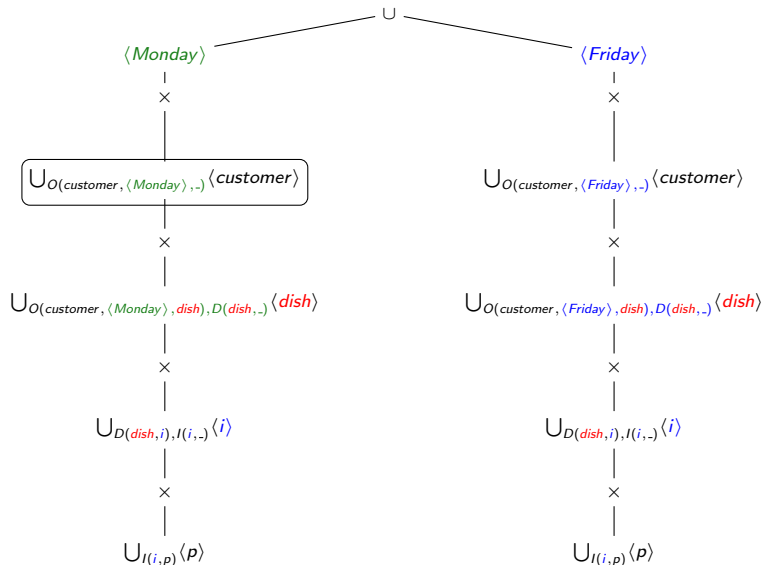 ∪
⟨Monday⟩ ⟨Friday⟩
× ×
⋃O(customer,⟨Monday⟩,_)⟨customer⟩ ⋃O(customer,⟨Friday⟩,_)⟨customer⟩
× ×
⋃O(customer,⟨Monday⟩,dish),D(dish,_)⟨dish⟩ ⋃O(customer,⟨Friday⟩,dish),D(dish,_)⟨dish⟩
× ×
⋃D(dish,i),I(i,_)⟨i⟩ ⋃D(dish,i),I(i,_)⟨i⟩
× ×
⋃I(i,p)⟨p⟩ ⋃I(i,p)⟨p⟩